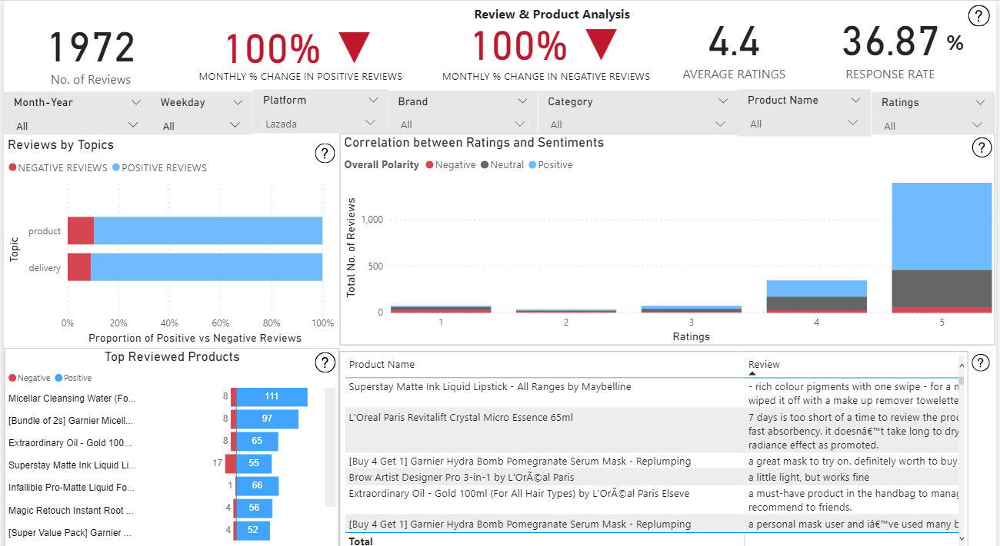 Review & Product Analysis
?
1972
No. of Reviews
100%
MONTHLY % CHANGE IN POSITIVE REVIEWS
100%
MONTHLY % CHANGE IN NEGATIVE REVIEWS
4.4
AVERAGE RATINGS
36.87 %
RESPONSE RATE
Month-Year
All
Weekday
All
Platform
Lazada
Brand
All
Category
All
Product Name
All
Ratings
All
Reviews by Topics
?
NEGATIVE REVIEWS POSITIVE REVIEWS
Topic
product
delivery
0% 20% 40% 60% 80% 100%
Proportion of Positive vs Negative Reviews
Correlation between Ratings and Sentiments
?
Overall Polarity Negative Neutral Positive
Total No. of Reviews
1,000
500
0
1 2 3 4 5
Ratings
Top Reviewed Products
?
Negative Positive
Micellar Cleansing Water (Fo... 8 111
[Bundle of 2s] Garnier Micell... 8 97
Extraordinary Oil - Gold 100... 8 65
Superstay Matte Ink Liquid Li... 17 55
Infallible Pro-Matte Liquid Fo... 1 66
Magic Retouch Instant Root ... 4 56
[Super Value Pack] Garnier ... 4 52
?
Product Name Review
Superstay Matte Ink Liquid Lipstick - All Ranges by Maybelline - rich colour pigments with one swipe - for a
wiped it off with a make up remover towelette
L'Oreal Paris Revitalift Crystal Micro Essence 65ml 7 days is too short of a time to review the
fast absorbency. it doesnâ€™t take long to dry
radiance effect as promoted.
[Buy 4 Get 1] Garnier Hydra Bomb Pomegranate Serum Mask - Replumping a great mask to try on. definitely worth to buy.
Brow Artist Designer Pro 3-in-1 by L'OrÃ©al Paris a little light, but works fine
Extraordinary Oil - Gold 100ml (For All Hair Types) by L'OrÃ©al Paris Elseve a must-have product in the handbag to
recommend to friends.
[Buy 4 Get 1] Garnier Hydra Bomb Pomegranate Serum Mask - Replumping a personal mask user and iâ€™ve used many
Total